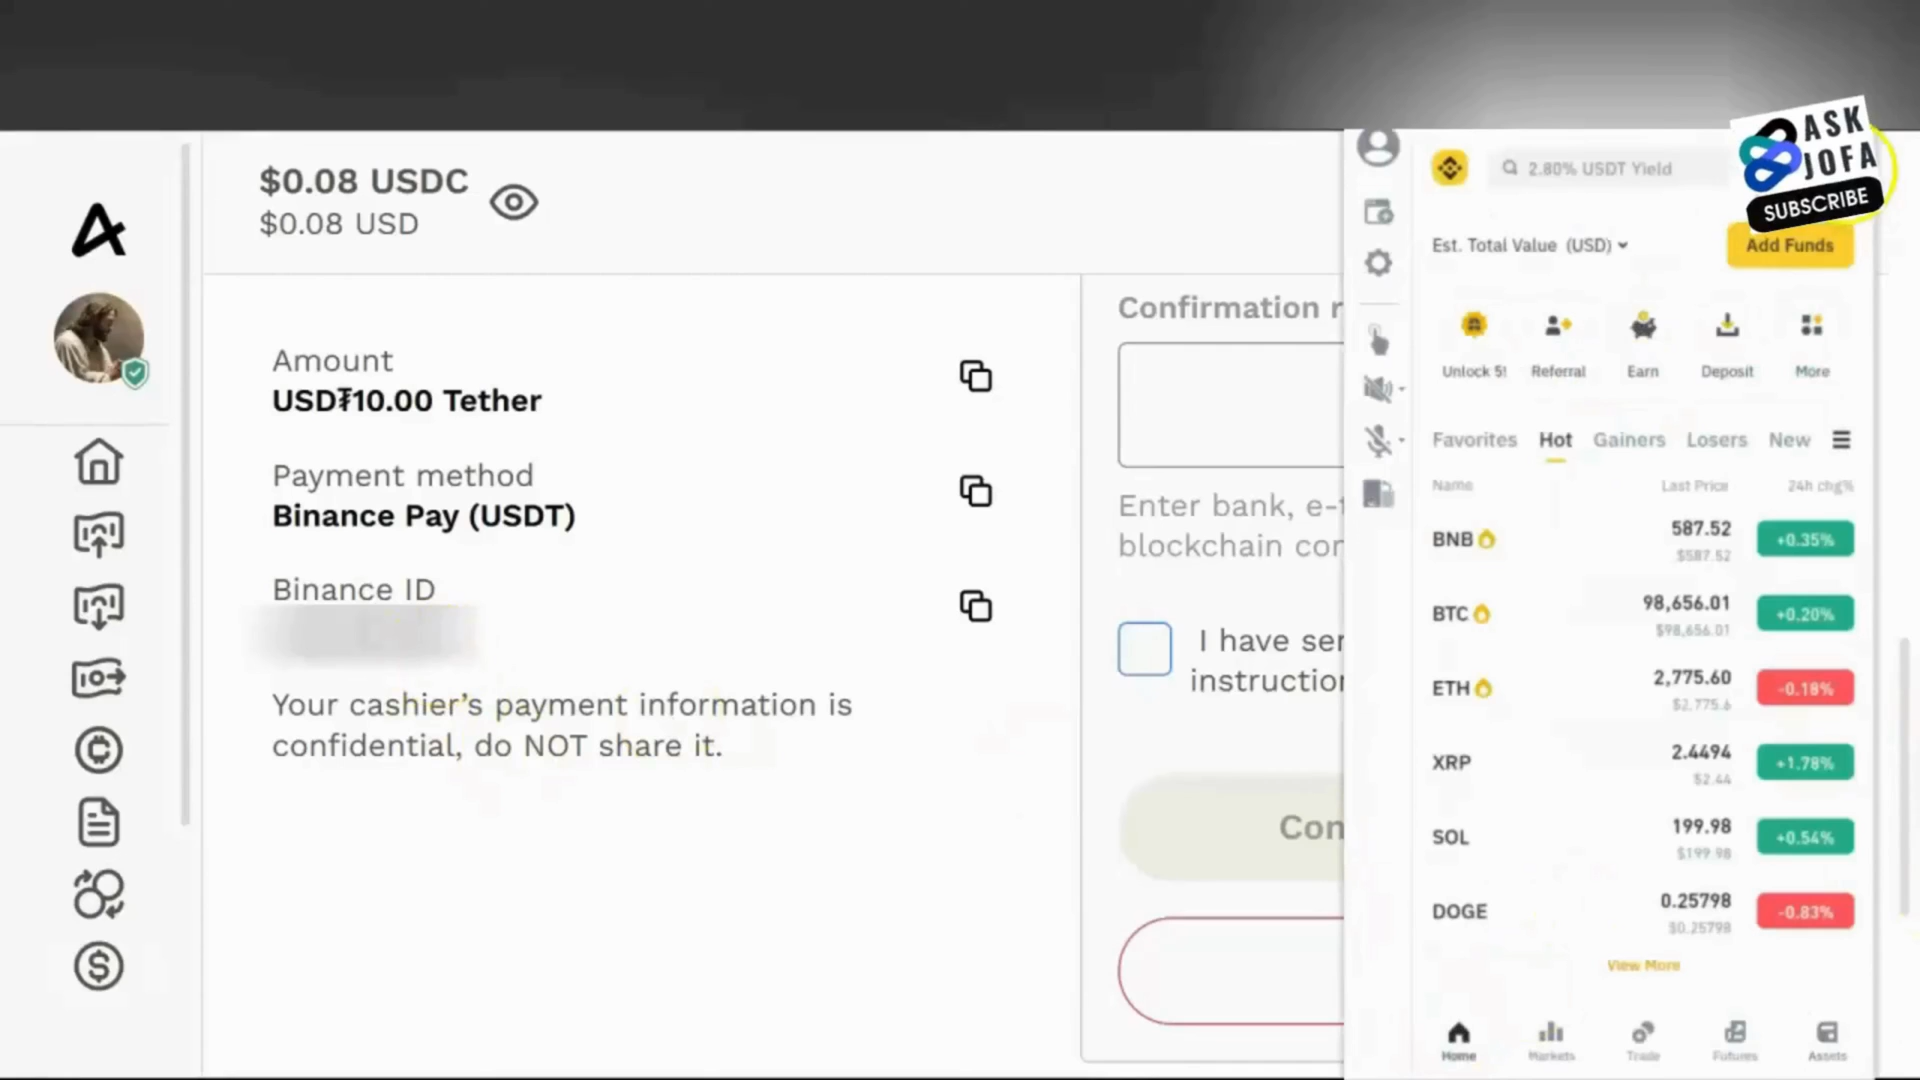 $0.08 USDC
$0.08 USD
Amount
USD₮10.00 Tether
Payment method
Binance Pay (USDT)
Binance ID
Your cashier's payment information is
confidential, do NOT share it.
Confirmation r
Enter bank, e-t
blockchain cor
I have ser
instruction
Con
2.80% USDT Yield
ASK
JOFA
SUBSCRIBE
Est. Total Value (USD)
Add Funds
Unlock 5! Referral Earn Deposit More
Favorites Hot Gainers Losers New
Name Last Price 24h chg%
BNB 587.52 +0.35%
$587.52
BTC 98,656.01 +0.20%
$98,656.01
ETH 2,775.60 -0.18%
$2,775.6
XRP 2.4494 +1.78%
$2.44
SOL 199.98 +0.54%
$199.98
DOGE 0.25798 -0.83%
$0.25798
View More
Home Markets Trade Futures Assets